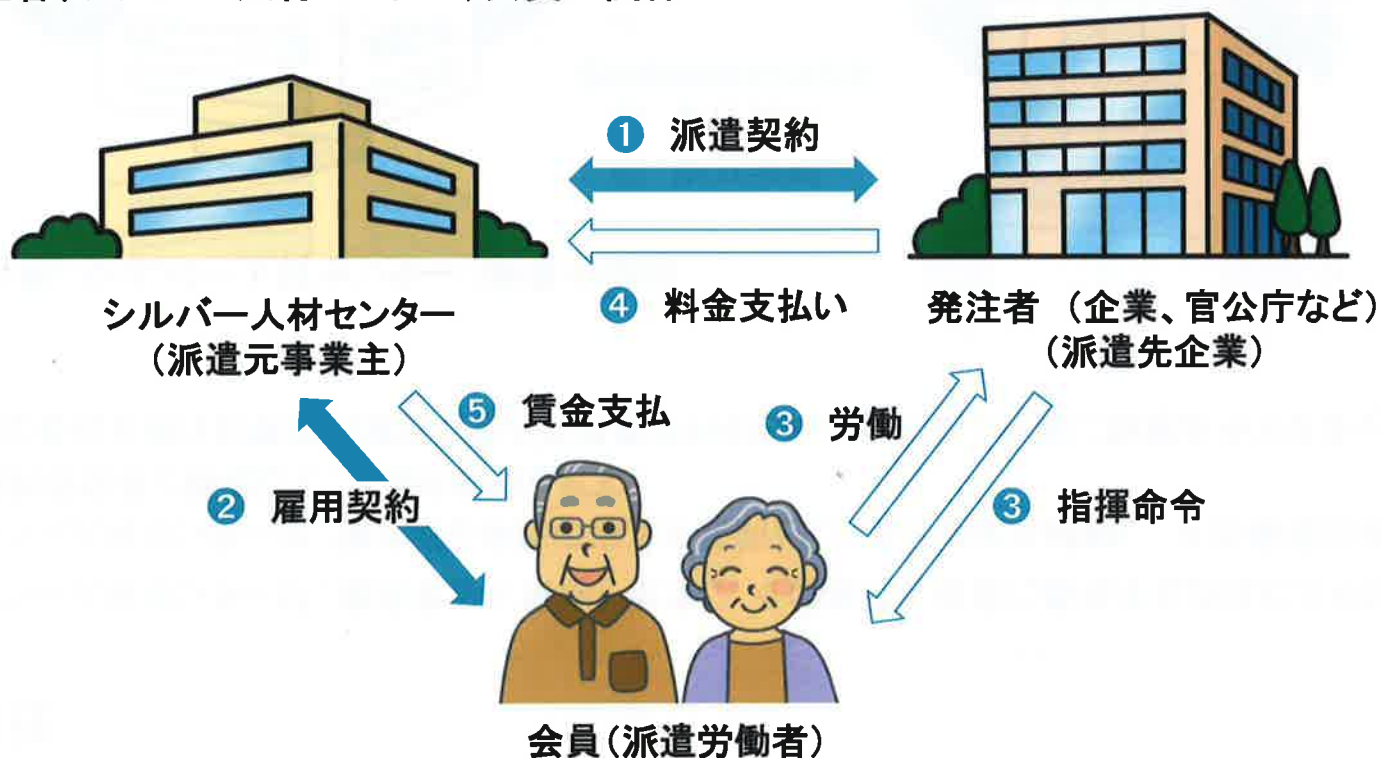 ❶ 派遣契約
❹ 料金支払い
シルバー人材センター
（派遣元事業主）
発注者 （企業、官公庁など）
（派遣先企業）
❺ 賃金支払
❸ 労働
❷ 雇用契約
❸ 指揮命令
会員（派遣労働者）